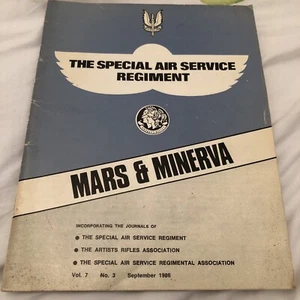 THE SPECIAL AIR SERVICE
REGIMENT
MARS & MINERVA
INCORPORATING THE JOURNALS OF
● THE SPECIAL AIR SERVICE REGIMENT
● THE ARTISTS RIFLES ASSOCIATION
● THE SPECIAL AIR SERVICE REGIMENTAL ASSOCIATION
Vol. 7 No. 3 September 1986